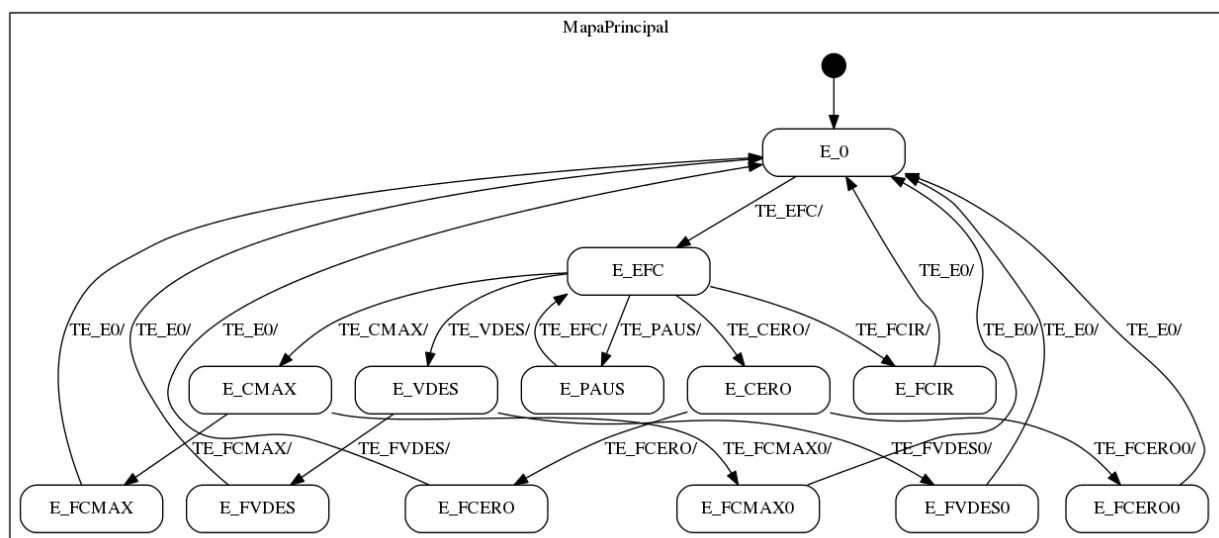 MapaPrincipal
E_0
TE_EFC/
E_EFC
TE_E0/
TE_E0/ TE_E0/ TE_E0/ TE_CMAX/ TE_VDES/ TE_EFC/ TE_PAUS/ TE_CERO/ TE_FCIR/ TE_E0/ TE_E0/ TE_E0/
E_CMAX E_VDES E_PAUS E_CERO E_FCIR
TE_FCMAX/ TE_FVDES/ TE_FCERO/ TE_FCMAX0/ TE_FVDES0/ TE_FCERO0/
E_FCMAX E_FVDES E_FCERO E_FCMAX0 E_FVDES0 E_FCERO0